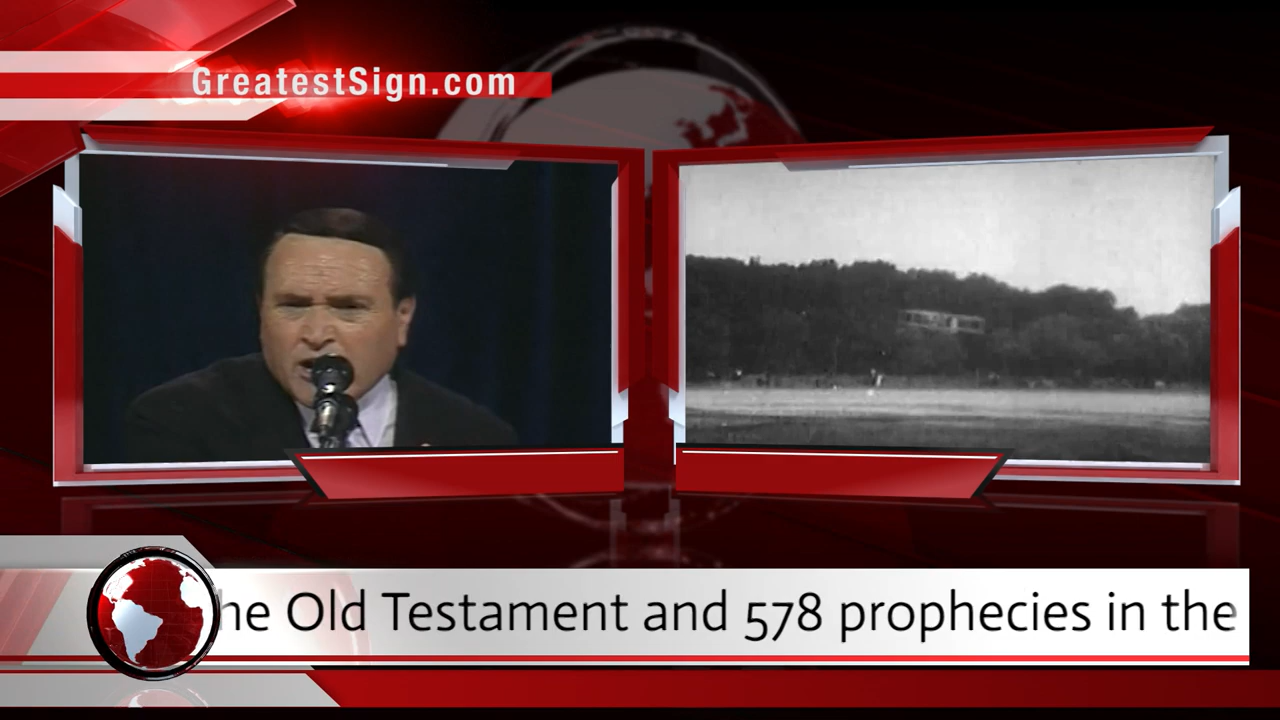 GreatestSign.com
he Old Testament and 578 prophecies in the